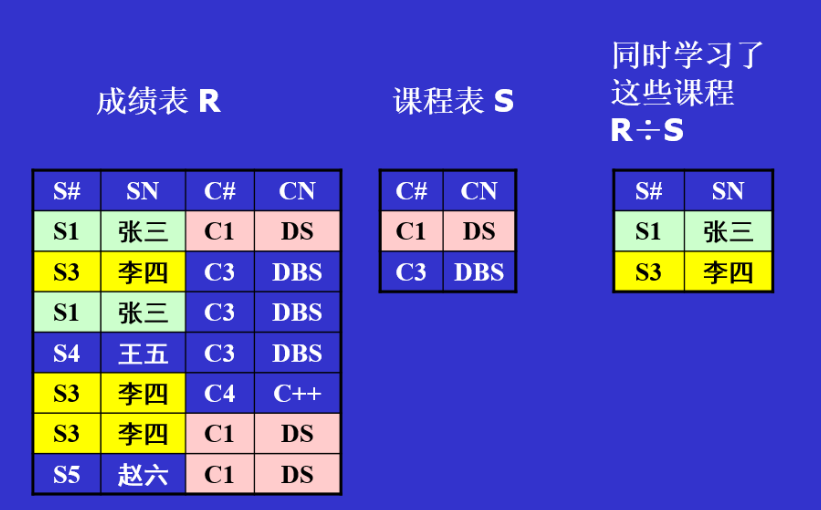 成绩表 R
课程表 S
同时学习了
这些课程
R÷S
S# SN C# CN
S1 张三 C1 DS
S3 李四 C3 DBS
S1 张三 C3 DBS
S4 王五 C3 DBS
S3 李四 C4 C++
S3 李四 C1 DS
S5 赵六 C1 DS
C# CN
C1 DS
C3 DBS
S# SN
S1 张三
S3 李四